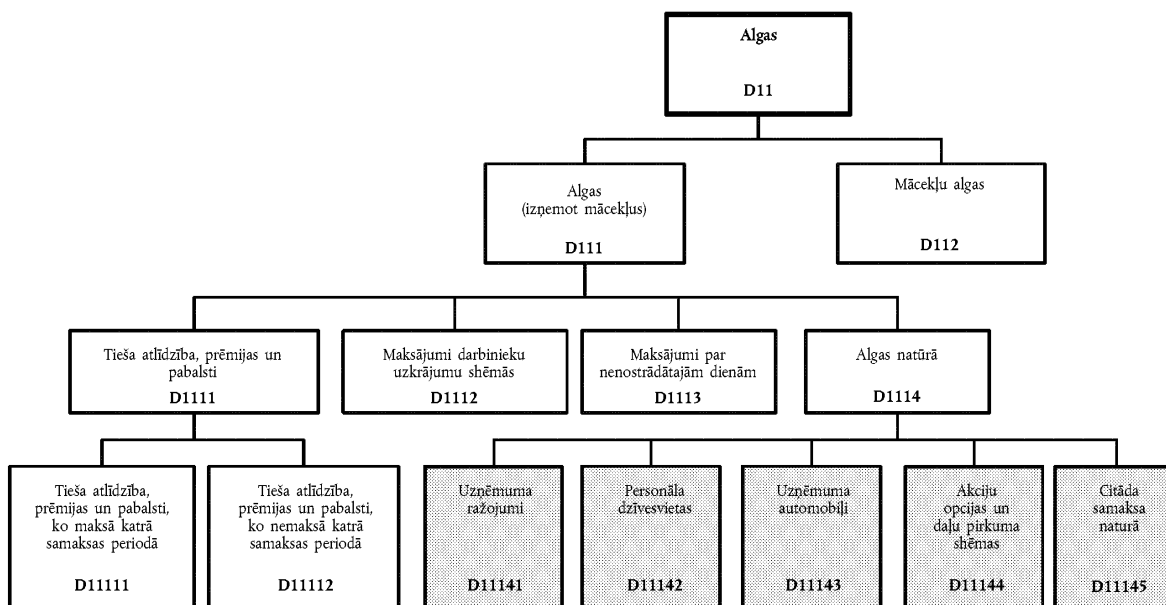 Algas
D11
Algas
(izņemot mācekļus)
D111
Mācekļu algas
D112
Tieša atlīdzība, prēmijas un
pabalsti
D1111
Maksājumi darbinieku
uzkrājumu shēmās
D1112
Maksājumi par
nenostrādātajām dienām
D1113
Algas natūrā
D1114
Tieša atlīdzība,
prēmijas un pabalsti,
ko maksā katrā
samaksas periodā
D11111
Tieša atlīdzība,
prēmijas un pabalsti,
ko nemaksā katrā
samaksas periodā
D11112
Uzņēmuma
ražojumi
D11141
Personāla
dzīvesvietas
D11142
Uzņēmuma
automobiļi
D11143
Akciju
opcijas un
daļu pirkuma
shēmas
D11144
Citāda
samaksa
naturā
D11145